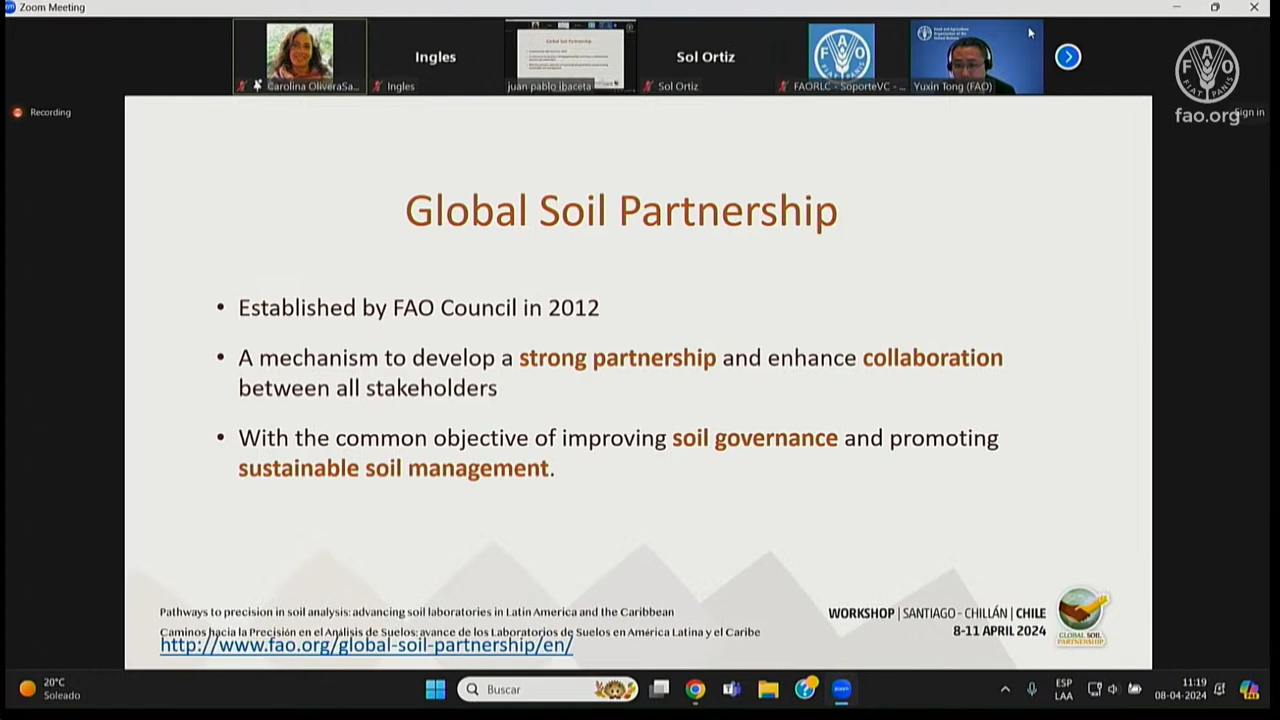 Zoom Meeting
Carolina OliveraSa...
Ingles
Ingles
juan pablo ibaceta
Sol Ortiz
Sol Ortiz
FAORLC - SoporteVC - ...
Yuxin Tong (FAO)
FAO
FIAT PANIS
fao.org
Sign in
Recording
Global Soil Partnership
• Established by FAO Council in 2012
• A mechanism to develop a strong partnership and enhance collaboration
between all stakeholders
• With the common objective of improving soil governance and promoting
sustainable soil management.
Pathways to precision in soil analysis: advancing soil laboratories in Latin America and the Caribbean
Caminos hacia la Precisión en el Análisis de Suelos: avance de los Laboratorios de Suelos en América Latina y el Caribe
http://www.fao.org/global-soil-partnership/en/
WORKSHOP | SANTIAGO - CHILLÁN | CHILE
8-11 APRIL 2024
GLOBAL SOIL
PARTNERSHIP
20°C
Soleado
Buscar
zoom
ESP
LAA
11:19
08-04-2024